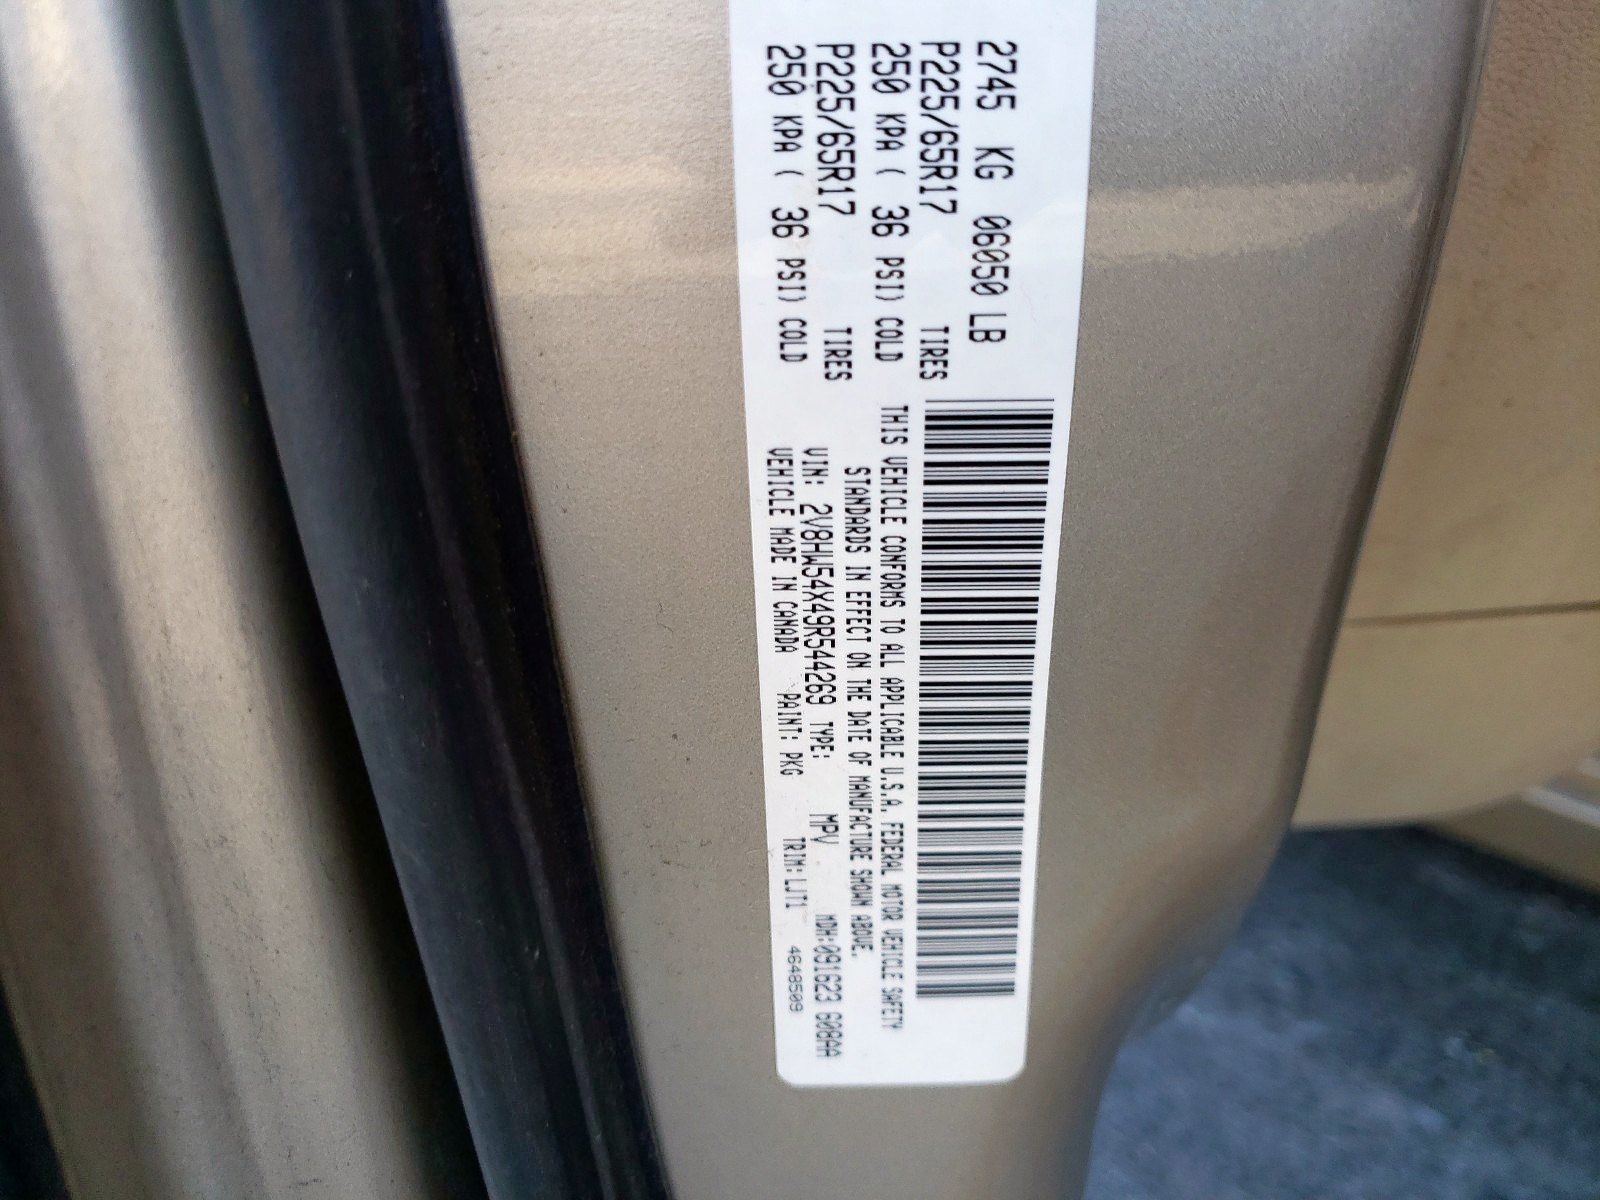 2745 KG 06050 LB
P225/65R17 TIRES
250 KPA ( 36 PSI) COLD
P225/65R17 TIRES
250 KPA ( 36 PSI) COLD
THIS VEHICLE CONFORMS TO ALL APPLICABLE U.S.A. FEDERAL MOTOR VEHICLE SAFETY
STANDARDS IN EFFECT ON THE DATE OF MANUFACTURE SHOWN ABOVE.
VIN: 2V8HW54X49R544269 TYPE: MPV MDH:091623 608AA
VEHICLE MADE IN CANADA PAINT: PKG TRIM:LJT1 4648509